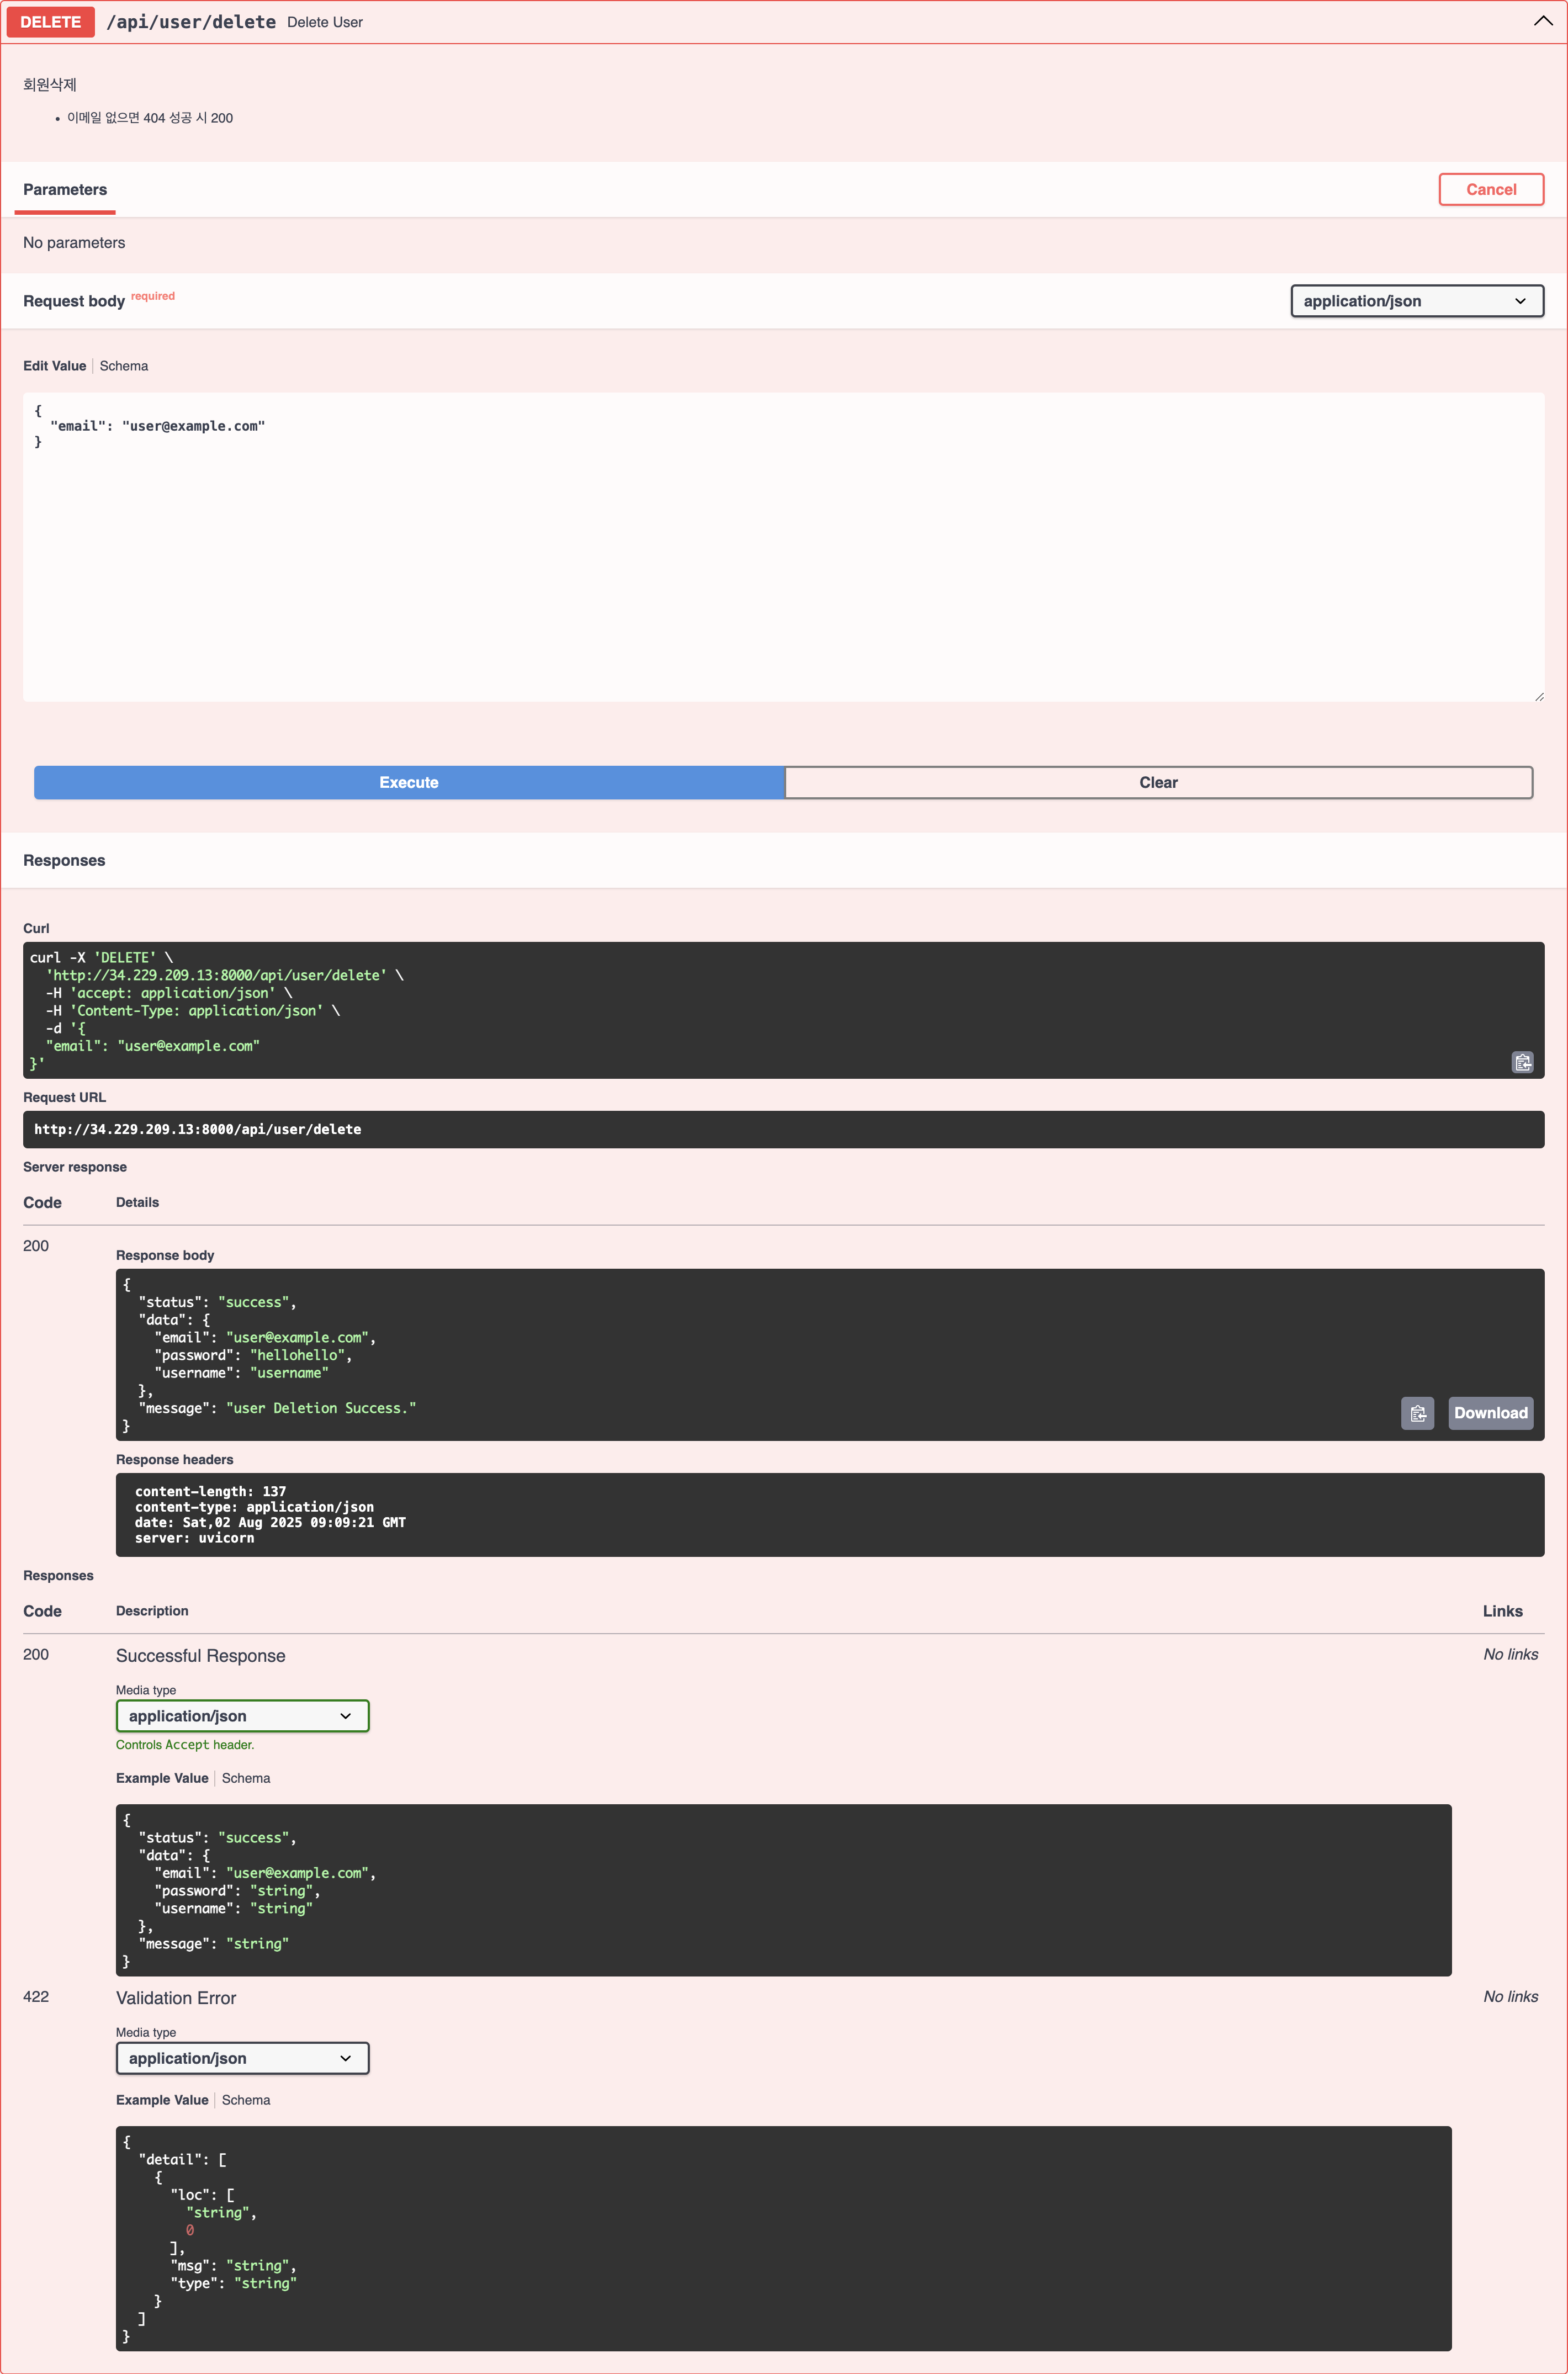 DELETE /api/user/delete Delete User
회원삭제
• 이메일 없으면 404 성공 시 200
Parameters
Cancel
No parameters
Request body required
application/json
Edit Value | Schema
{
  "email": "user@example.com"
}
Execute
Clear
Responses
Curl
curl -X 'DELETE' \
  'http://34.229.209.13:8000/api/user/delete' \
  -H 'accept: application/json' \
  -H 'Content-Type: application/json' \
  -d '{
  "email": "user@example.com"
}'
Request URL
http://34.229.209.13:8000/api/user/delete
Server response
Code Details
200
Response body
{
  "status": "success",
  "data": {
    "email": "user@example.com",
    "password": "hellohello",
    "username": "username"
  },
  "message": "user Deletion Success."
}
Download
Response headers
content-length: 137
content-type: application/json
date: Sat,02 Aug 2025 09:09:21 GMT
server: uvicorn
Responses
Code Description Links
200 Successful Response No links
Media type
application/json
Controls Accept header.
Example Value | Schema
{
  "status": "success",
  "data": {
    "email": "user@example.com",
    "password": "string",
    "username": "string"
  },
  "message": "string"
}
422 Validation Error No links
Media type
application/json
Example Value | Schema
{
  "detail": [
    {
      "loc": [
        "string",
        0
      ],
      "msg": "string",
      "type": "string"
    }
  ]
}